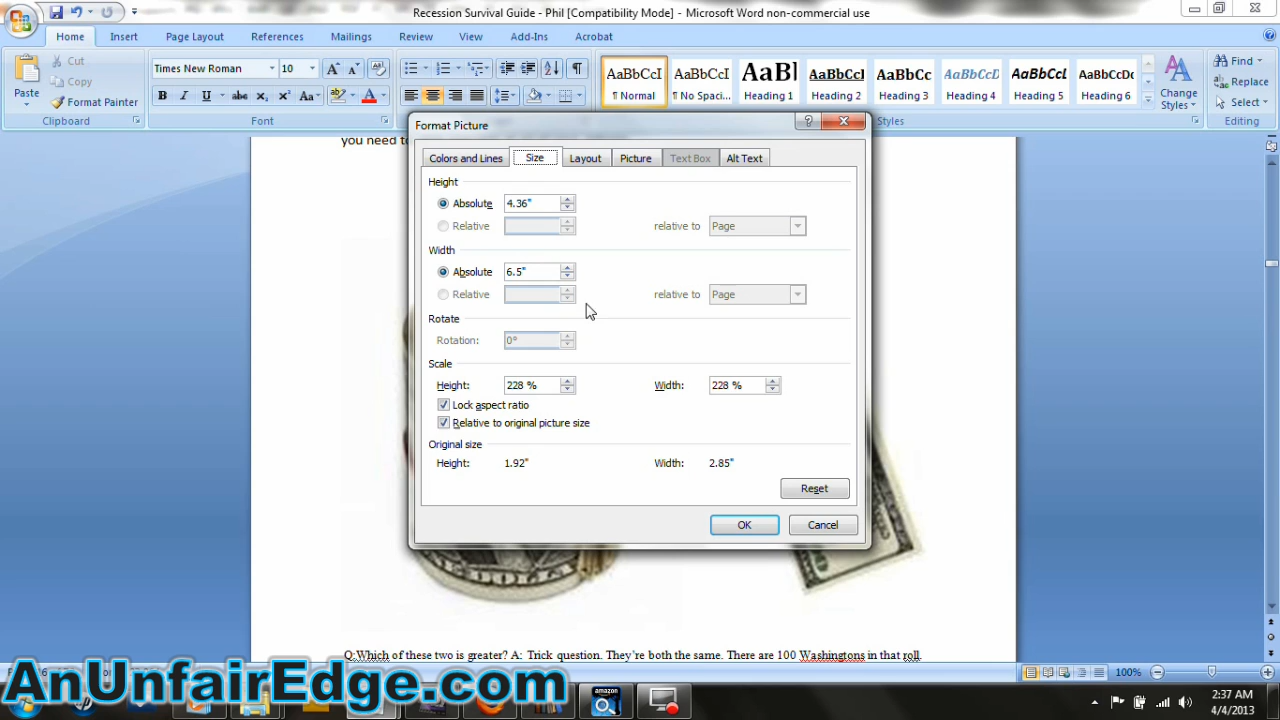 Recession Survival Guide - Phil [Compatibility Mode] - Microsoft Word non-commercial use
Home Insert Page Layout References Mailings Review View Add-Ins Acrobat
Paste
Cut
Copy
Format Painter
Clipboard
Times New Roman 10
B I U abc x₂ x² Aa
Font
AaBbCcI AaBbCcI AaBl AaBbCcI AaBbCc AaBbCcD AaBbCcI AaBbCcDc
¶ Normal ¶ No Spaci... Heading 1 Heading 2 Heading 3 Heading 4 Heading 5 Heading 6
Change Styles
Styles
Find
Replace
Select
Editing
you need to
Format Picture
Colors and Lines Size Layout Picture Text Box Alt Text
Height
Absolute 4.36"
Relative relative to Page
Width
Absolute 6.5"
Relative relative to Page
Rotate
Rotation: 0°
Scale
Height: 228 % Width: 228 %
Lock aspect ratio
Relative to original picture size
Original size
Height: 1.92" Width: 2.85"
Reset
OK Cancel
Q:Which of these two is greater? A: Trick question. They're both the same. There are 100 Washingtons in that roll.
100%
AnUnfairEdge.com
amazon
2:37 AM
4/4/2013